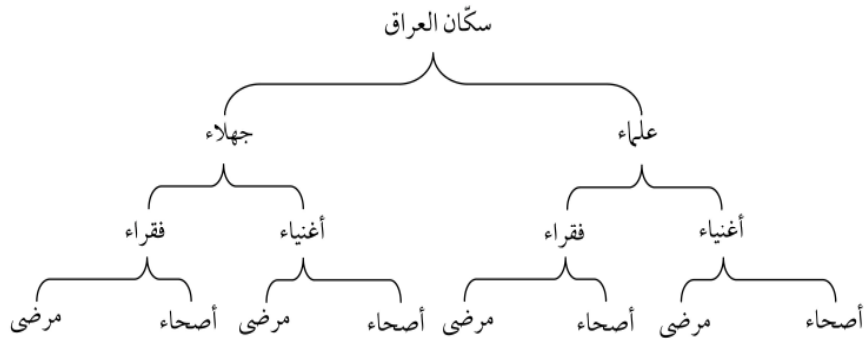 سكّان العراق
علماء جهلاء
أغنياء فقراء أغنياء فقراء
أصحاء مرضى أصحاء مرضى أصحاء مرضى أصحاء مرضى